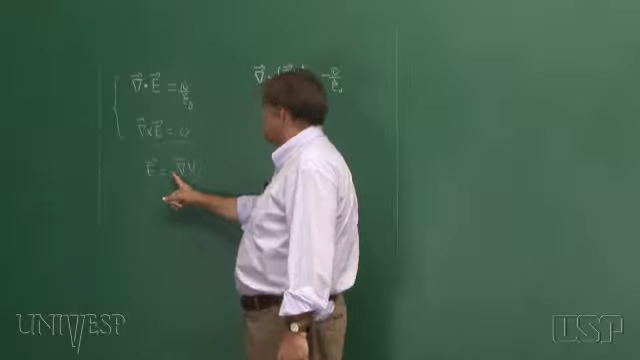 ∇⃗·E⃗ = ρ/ε₀
∇⃗×E⃗ = 0
E⃗ = -∇⃗V
∇⃗·
ρ/ε₀
UNIVESP
USP